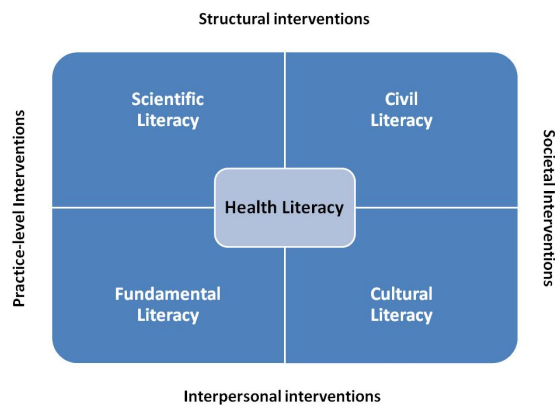 Structural interventions
Scientific
Literacy
Civil
Literacy
Practice-level Interventions
Health Literacy
Societal Interventions
Fundamental
Literacy
Cultural
Literacy
Interpersonal interventions